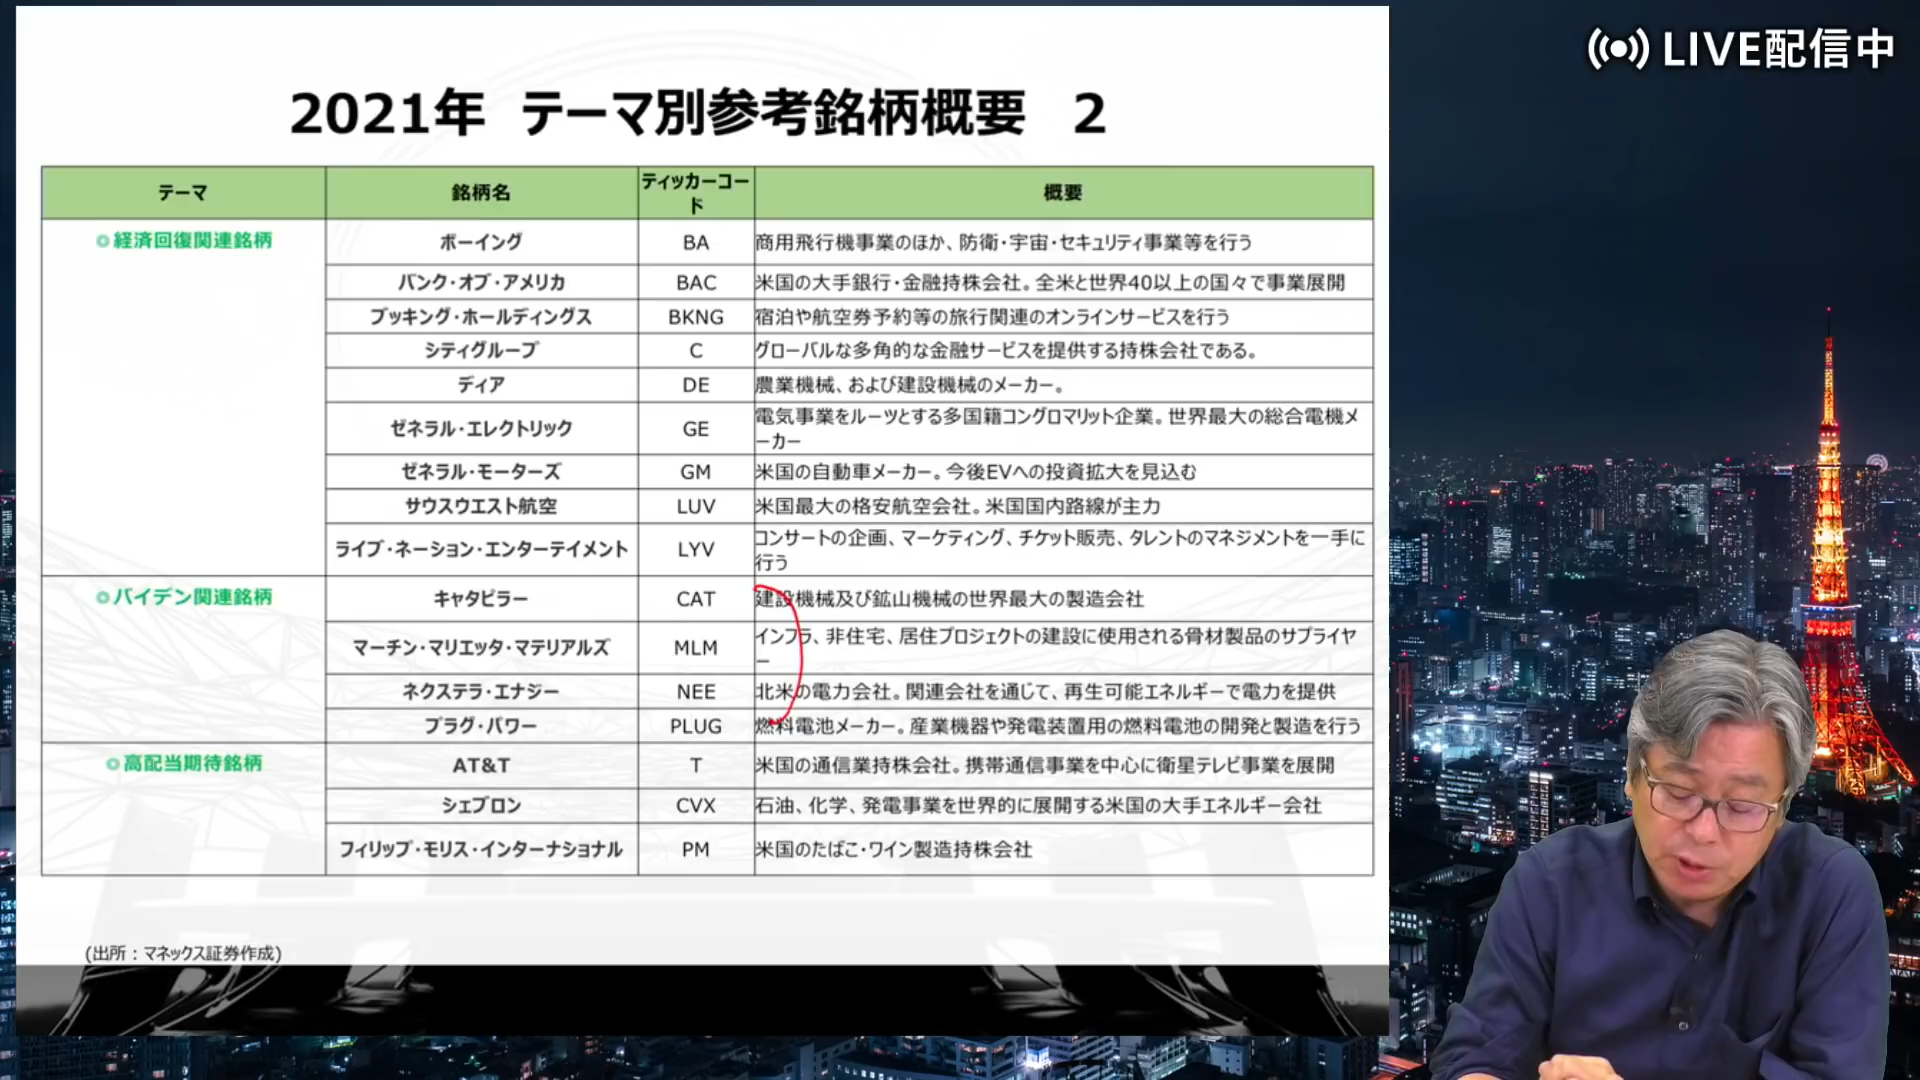 LIVE配信中
2021年 テーマ別参考銘柄概要 2
テーマ 銘柄名 ティッカーコー
ド 概要
◎経済回復関連銘柄 ボーイング BA 商用飛行機事業のほか、防衛・宇宙・セキュリティ事業等を行う
バンク・オブ・アメリカ BAC 米国の大手銀行・金融持株会社。全米と世界40以上の国々で事業展開
ブッキング・ホールディングス BKNG 宿泊や航空券予約等の旅行関連のオンラインサービスを行う
シティグループ C グローバルな多角的な金融サービスを提供する持株会社である。
ディア DE 農業機械、および建設機械のメーカー。
ゼネラル・エレクトリック GE 電気事業をルーツとする多国籍コングロマリット企業。世界最大の総合電機メ
ーカー
ゼネラル・モーターズ GM 米国の自動車メーカー。今後EVへの投資拡大を見込む
サウスウエスト航空 LUV 米国最大の格安航空会社。米国国内路線が主力
ライブ・ネーション・エンターテイメント LYV コンサートの企画、マーケティング、チケット販売、タレントのマネジメントを一手に
行う
◎バイデン関連銘柄 キャタピラー CAT 建設機械及び鉱山機械の世界最大の製造会社
マーチン・マリエッタ・マテリアルズ MLM インフラ、非住宅、居住プロジェクトの建設に使用される骨材製品のサプライヤ
ー
ネクステラ・エナジー NEE 北米の電力会社。関連会社を通じて、再生可能エネルギーで電力を提供
プラグ・パワー PLUG 燃料電池メーカー。産業機器や発電装置用の燃料電池の開発と製造を行う
◎高配当期待銘柄 AT&T T 米国の通信業持株会社。携帯通信事業を中心に衛星テレビ事業を展開
シェブロン CVX 石油、化学、発電事業を世界的に展開する米国の大手エネルギー会社
フィリップ・モリス・インターナショナル PM 米国のたばこ・ワイン製造持株会社
(出所：マネックス証券作成)